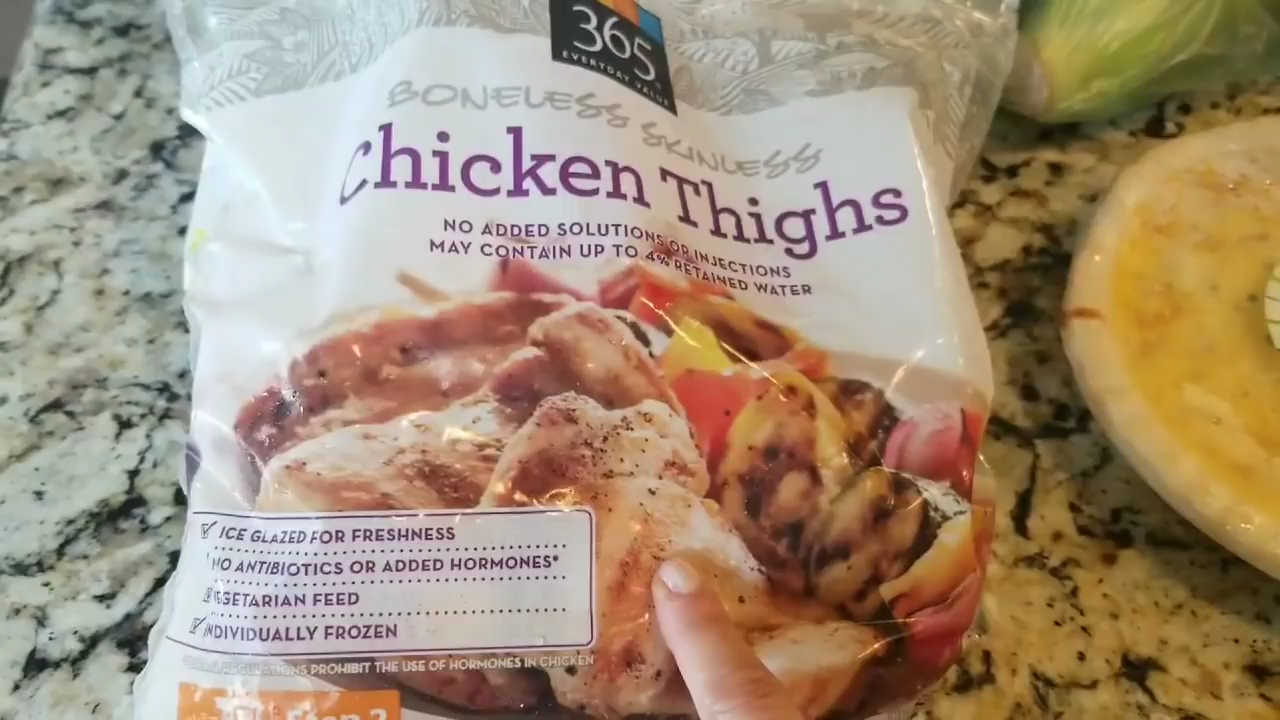 365
EVERYDAY VALUE
BONELESS SKINLESS
Chicken Thighs
NO ADDED SOLUTIONS OR INJECTIONS
MAY CONTAIN UP TO 4% RETAINED WATER
ICE GLAZED FOR FRESHNESS
NO ANTIBIOTICS OR ADDED HORMONES*
VEGETARIAN FEED
INDIVIDUALLY FROZEN
REGULATIONS PROHIBIT THE USE OF HORMONES IN CHICKEN
Step 2